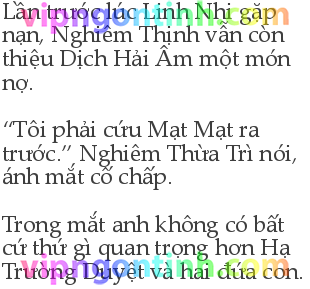 Lần trước lúc Linh Nhi gặp
nạn, Nghiêm Thịnh vẫn còn
thiệu Dịch Hải Âm một món
nợ.
“Tôi phải cứu Mạt Mạt ra
trước.” Nghiêm Thừa Trì nói,
ánh mắt cố chấp.
Trong mắt anh không có bất
cứ thứ gì quan trọng hơn Hạ
Trường Duyệt và hai đứa con.
vipngontinh.com
vipngontinh.com